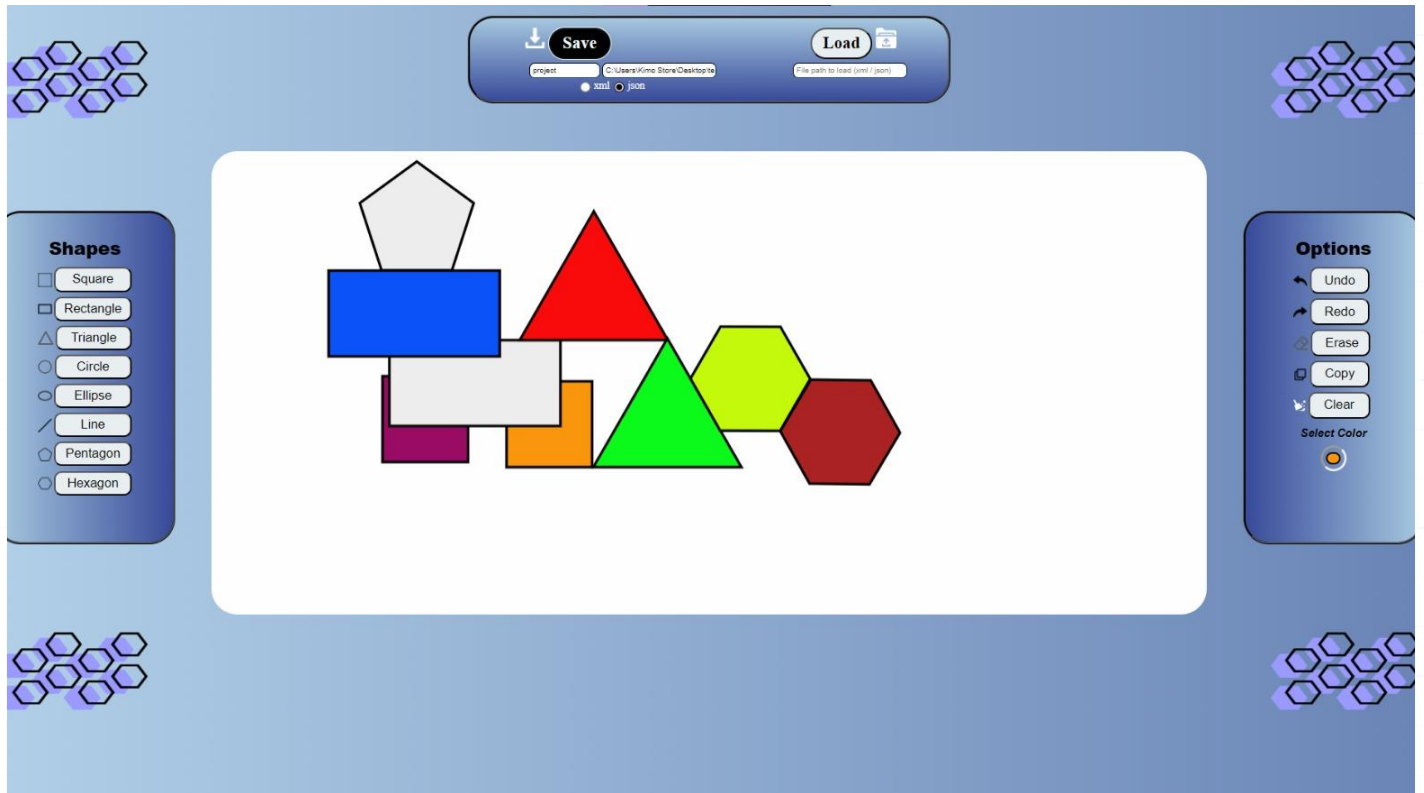 Save
Load
project
C:\Users\Kimo Store\Desktop\te
File path to load (xml / json)
xml json
Shapes
Square
Rectangle
Triangle
Circle
Ellipse
Line
Pentagon
Hexagon
Options
Undo
Redo
Erase
Copy
Clear
Select Color